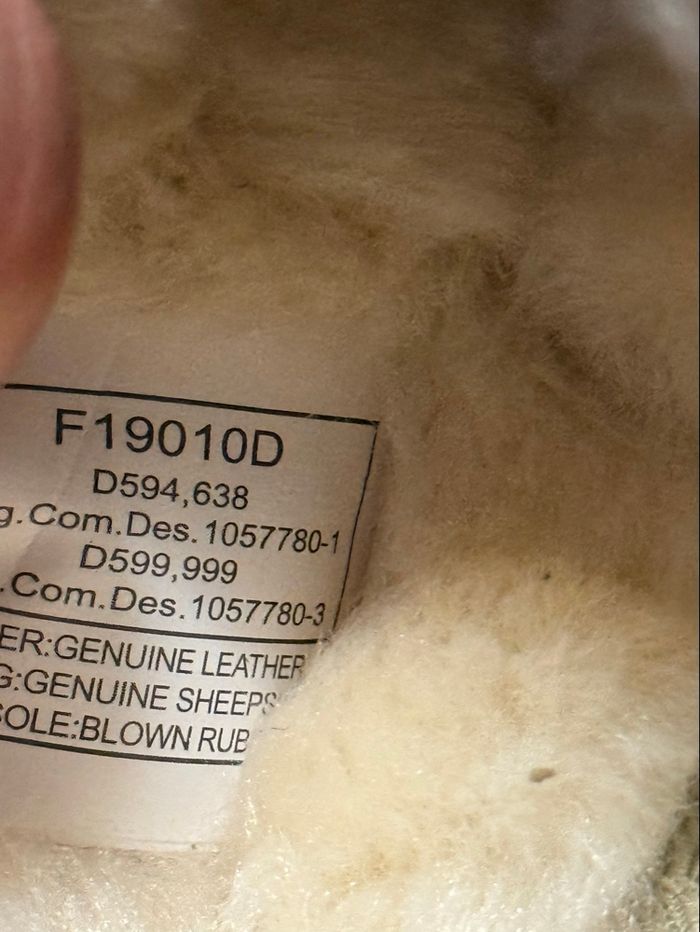 F19010D
D594,638
g.Com.Des.1057780-1
D599,999
.Com.Des.1057780-3
ER:GENUINE LEATHER
G:GENUINE SHEEPS
SOLE:BLOWN RUB